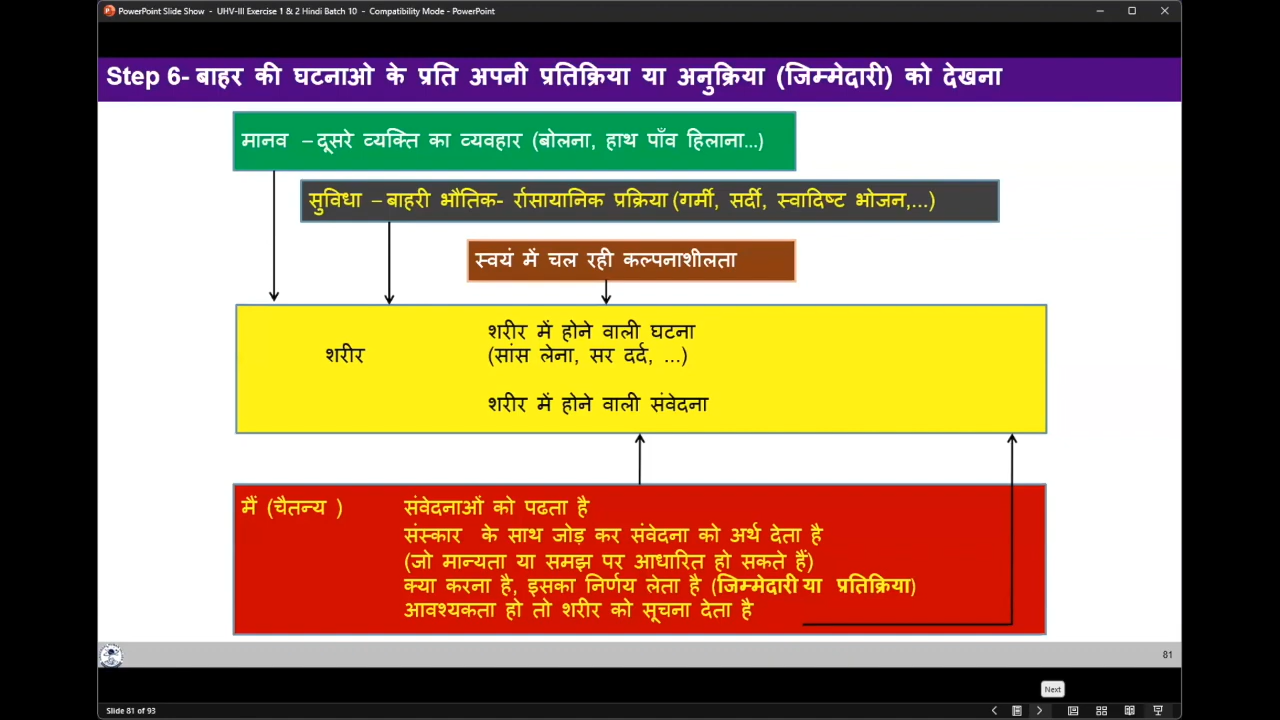 PowerPoint Slide Show - UHV-III Exercise 1 & 2 Hindi Batch 10 - Compatibility Mode - PowerPoint
Step 6- बाहर की घटनाओ के प्रति अपनी प्रतिक्रिया या अनुक्रिया (जिम्मेदारी) को देखना
मानव – दूसरे व्यक्ति का व्यवहार (बोलना, हाथ पाँव हिलाना...)
सुविधा – बाहरी भौतिक- र्रासायानिक प्रक्रिया (गर्मी, सर्दी, स्वादिष्ट भोजन,...)
स्वयं में चल रही कल्पनाशीलता
शरीर में होने वाली घटना
शरीर (सांस लेना, सर दर्द, ...)
शरीर में होने वाली संवेदना
मैं (चैतन्य ) संवेदनाओं को पढता है
संस्कार के साथ जोड़ कर संवेदना को अर्थ देता है
(जो मान्यता या समझ पर आधारित हो सकते हैं)
क्या करना है, इसका निर्णय लेता है (जिम्मेदारी या प्रतिक्रिया)
आवश्यकता हो तो शरीर को सूचना देता है
81
Next
Slide 81 of 93